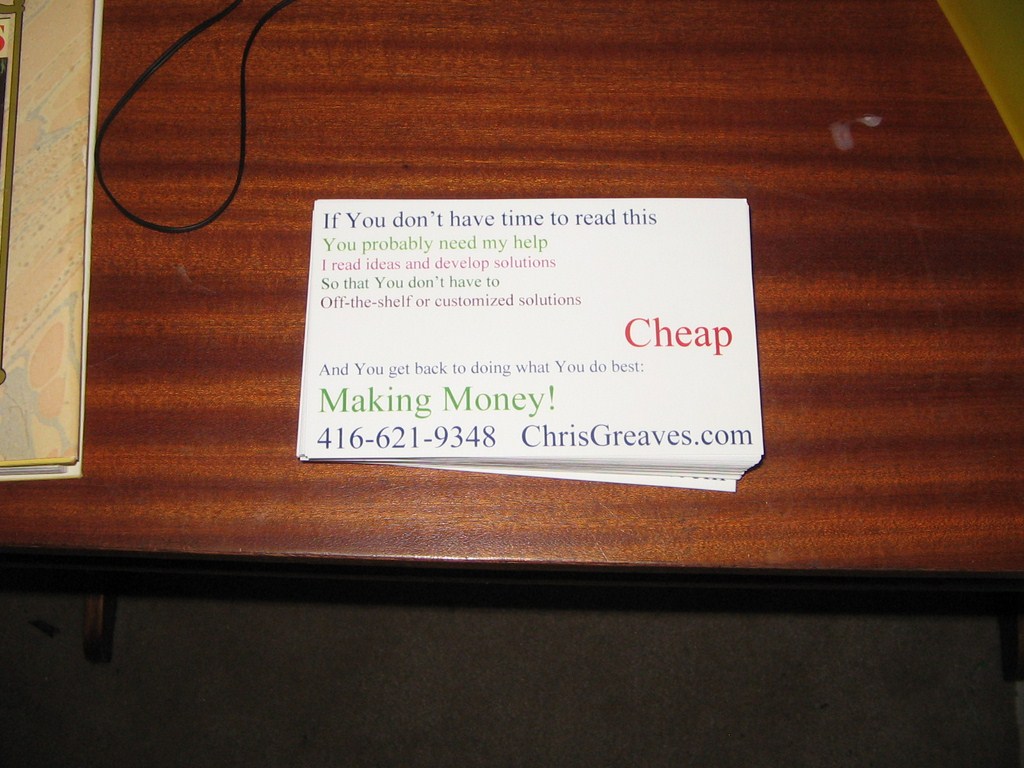 If You don't have time to read this
You probably need my help
I read ideas and develop solutions
So that You don't have to
Off-the-shelf or customized solutions
Cheap
And You get back to doing what You do best:
Making Money!
416-621-9348 ChrisGreaves.com